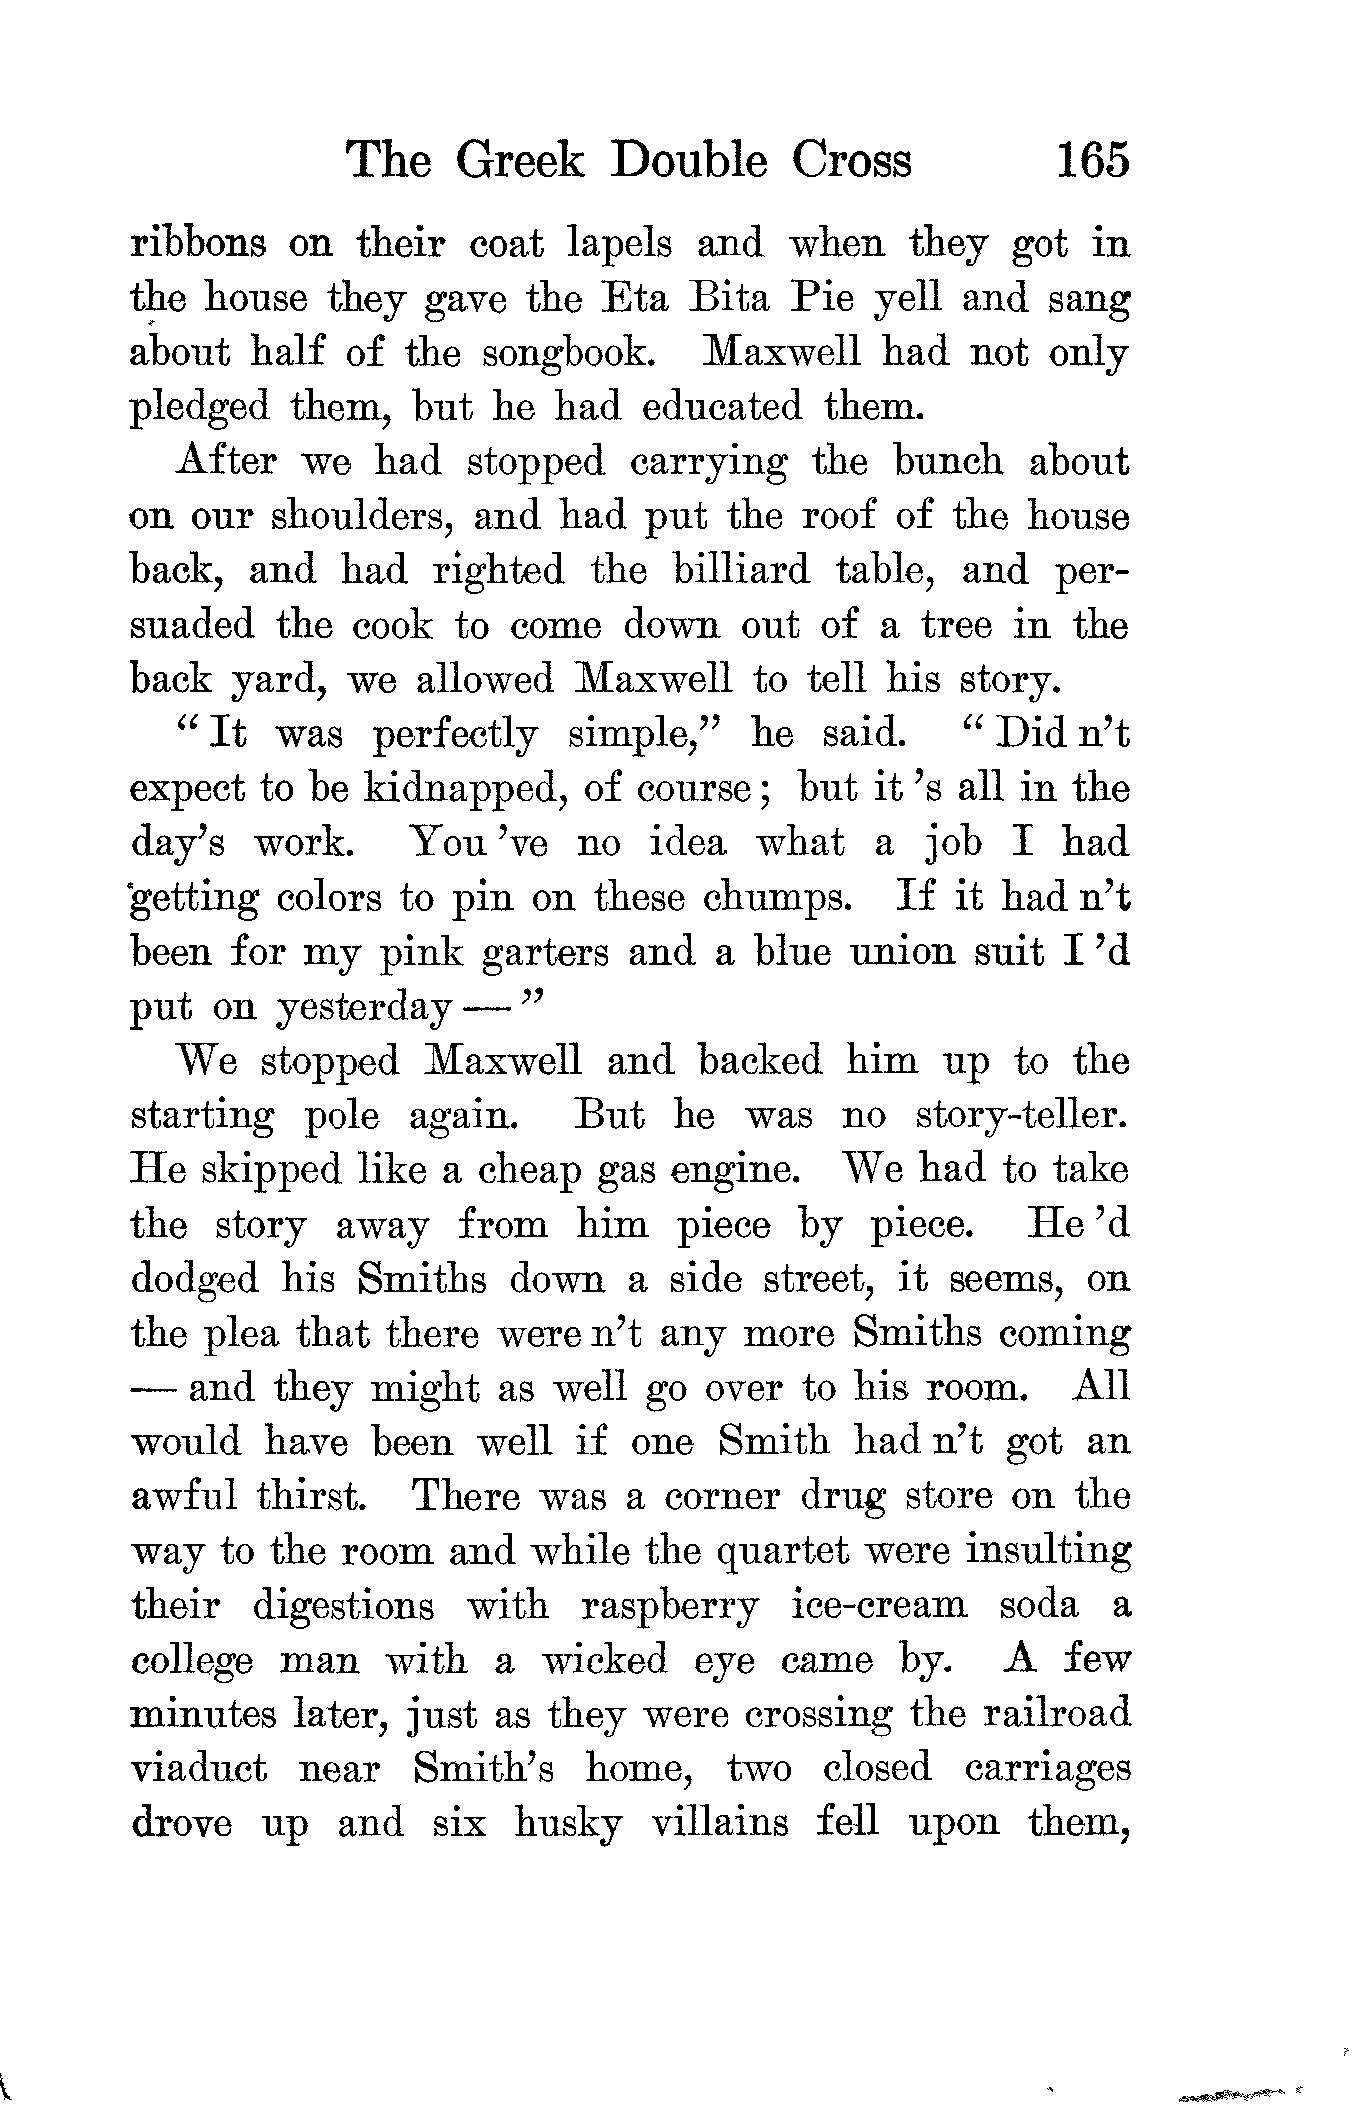 The Greek Double Cross 165
ribbons on their coat lapels and when they got in
the house they gave the Eta Bita Pie yell and sang
about half of the songbook. Maxwell had not only
pledged them, but he had educated them.
After we had stopped carrying the bunch about
on our shoulders, and had put the roof of the house
back, and had righted the billiard table, and per-
suaded the cook to come down out of a tree in the
back yard, we allowed Maxwell to tell his story.
“It was perfectly simple,” he said. “Did n’t
expect to be kidnapped, of course; but it ’s all in the
day’s work. You ’ve no idea what a job I had
getting colors to pin on these chumps. If it had n’t
been for my pink garters and a blue union suit I ’d
put on yesterday — ”
We stopped Maxwell and backed him up to the
starting pole again. But he was no story-teller.
He skipped like a cheap gas engine. We had to take
the story away from him piece by piece. He ’d
dodged his Smiths down a side street, it seems, on
the plea that there were n’t any more Smiths coming
— and they might as well go over to his room. All
would have been well if one Smith had n’t got an
awful thirst. There was a corner drug store on the
way to the room and while the quartet were insulting
their digestions with raspberry ice-cream soda a
college man with a wicked eye came by. A few
minutes later, just as they were crossing the railroad
viaduct near Smith’s home, two closed carriages
drove up and six husky villains fell upon them,